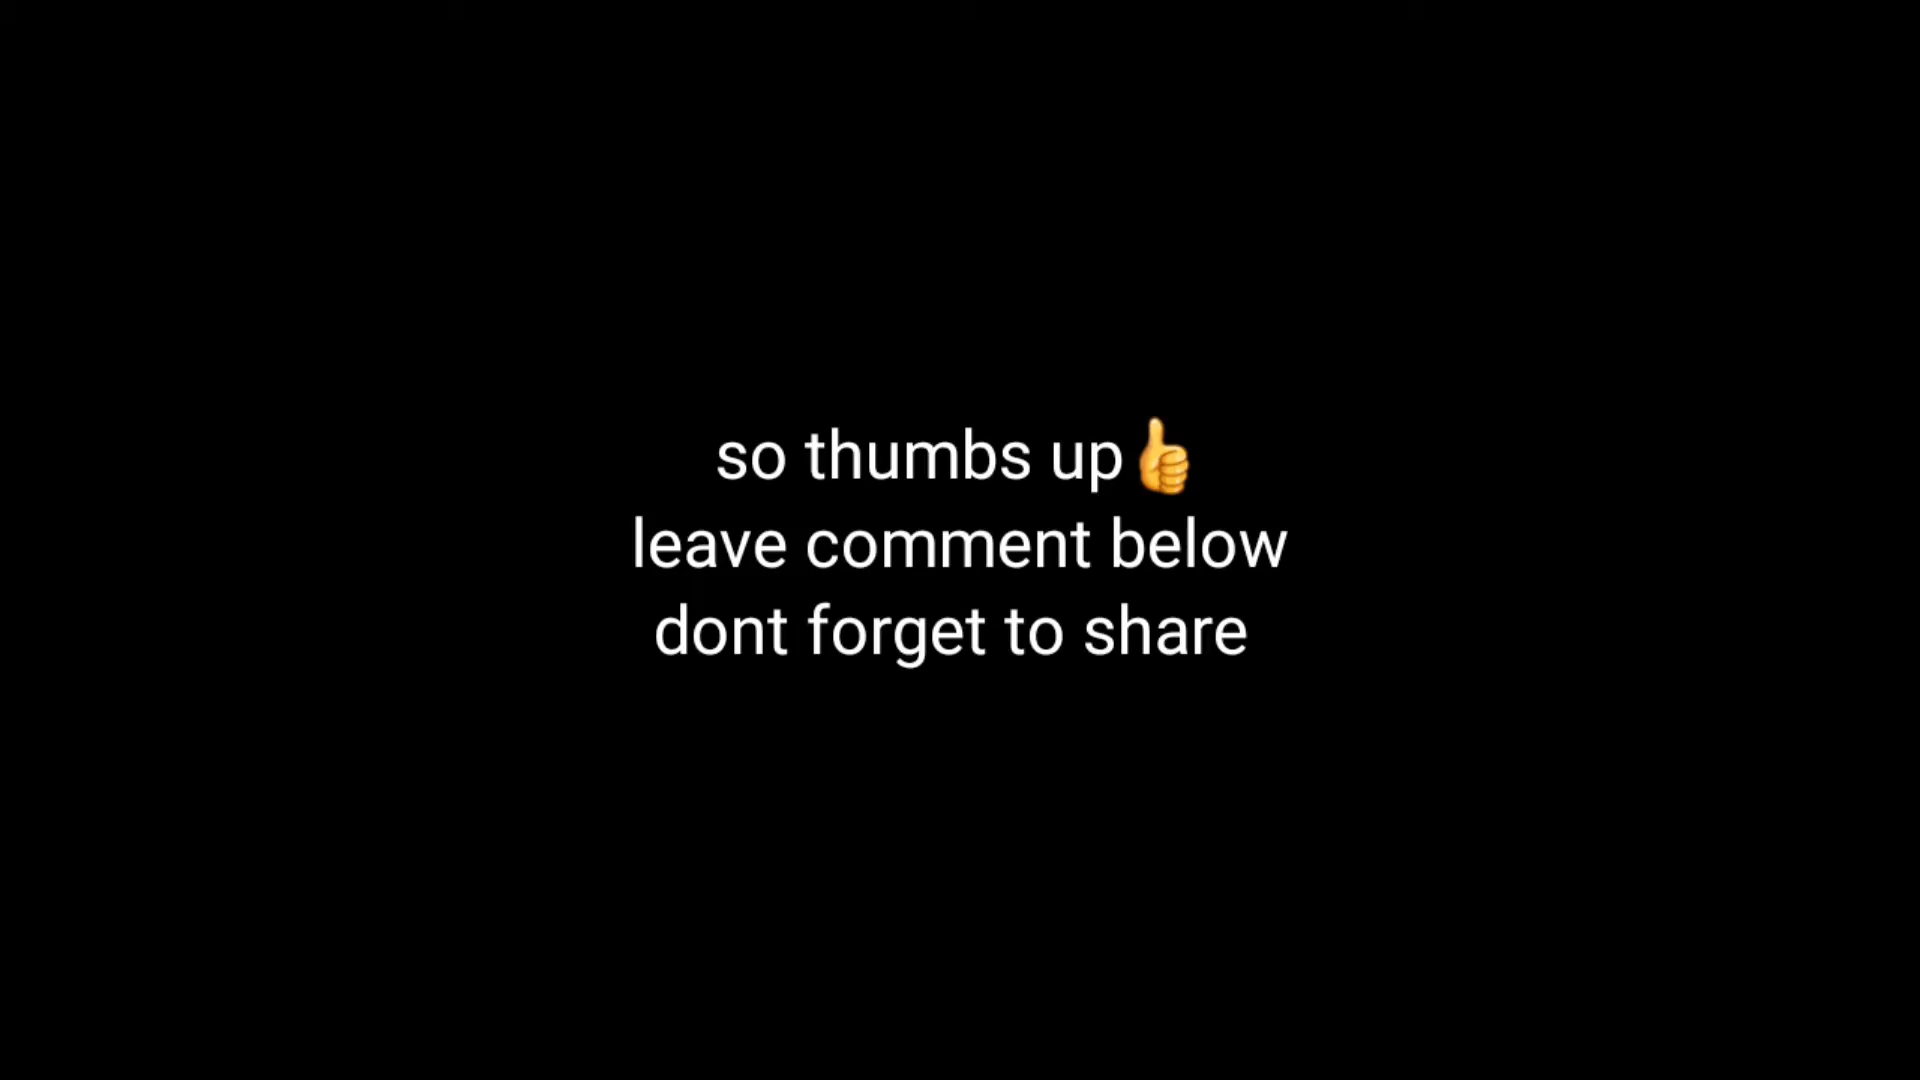 so thumbs up👍
leave comment below
dont forget to share